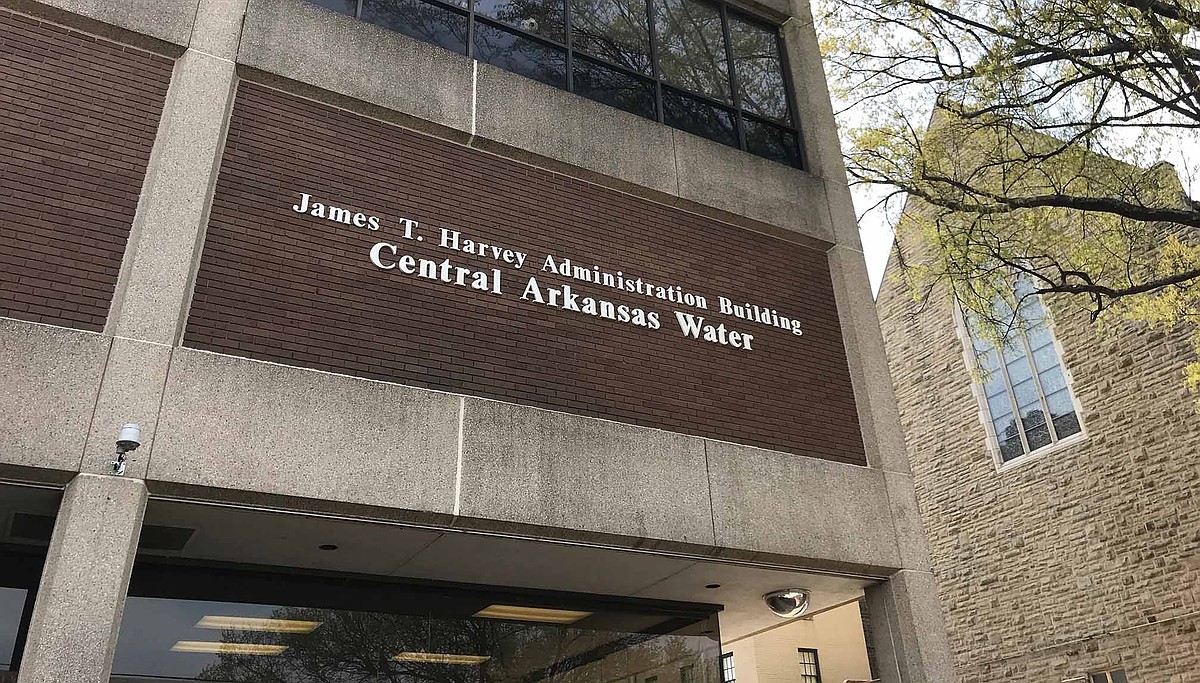 James T. Harvey Administration Building
Central Arkansas Water